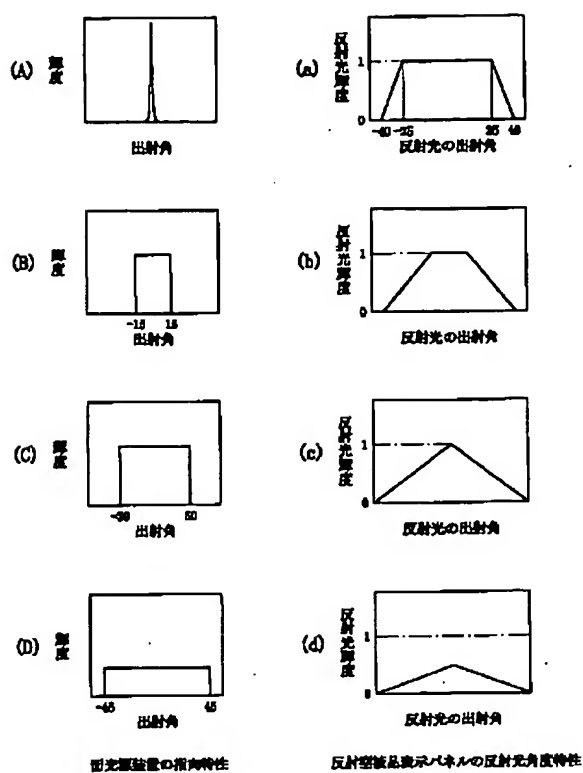 (A)
輝度
出射角
(a)
反射光輝度
1
0
-40
40
反射光の出射角
(B)
輝度
-15 15
出射角
(b)
反射光輝度
1
0
反射光の出射角
(C)
輝度
-30
出射角
(c)
反射光輝度
1
0
反射光の出射角
(D)
輝度
-45 45
出射角
(d)
反射光輝度
1
0
反射光の出射角
面光源装置の指向特性
反射型液晶表示パネルの反射光角度特性